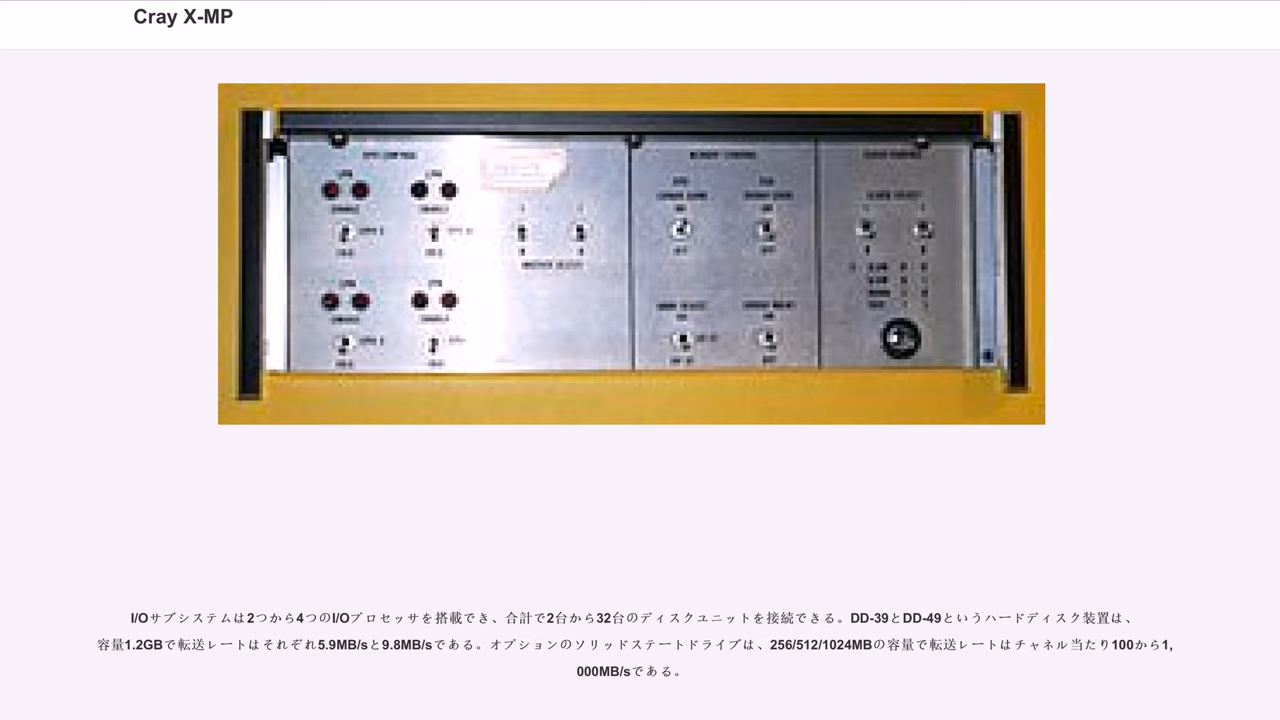 Cray X-MP
I/Oサブシステムは2つから4つのI/Oプロセッサを搭載でき、合計で2台から32台のディスクユニットを接続できる。DD-39とDD-49というハードディスク装置は、
容量1.2GBで転送レートはそれぞれ5.9MB/sと9.8MB/sである。オプションのソリッドステートドライブは、256/512/1024MBの容量で転送レートはチャネル当たり100から1,
000MB/sである。